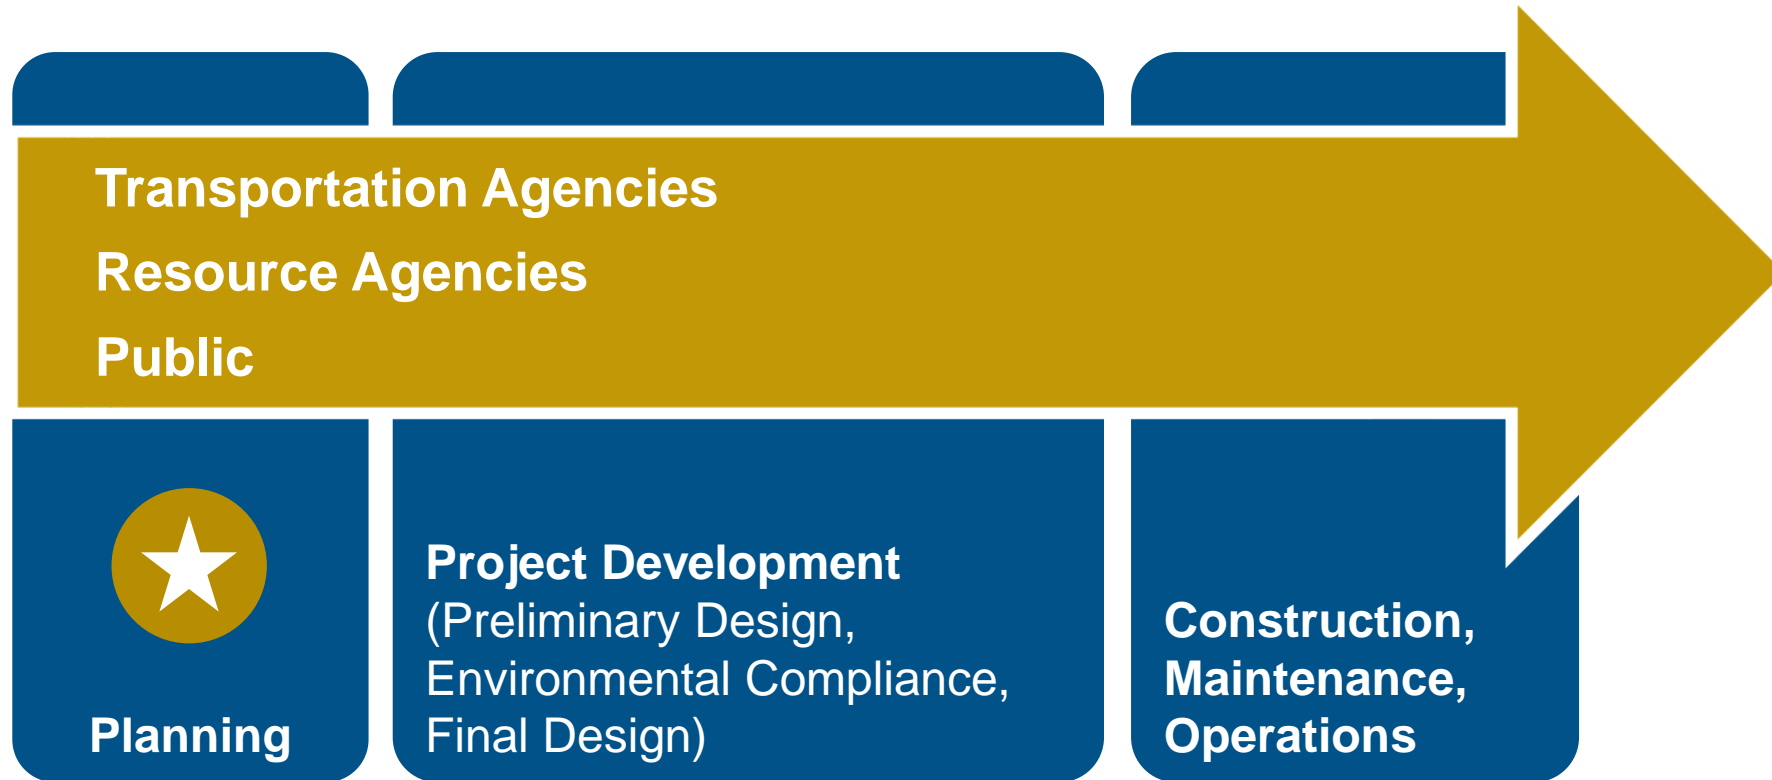 Transportation Agencies
Resource Agencies
Public
Planning
Project Development
(Preliminary Design,
Environmental Compliance,
Final Design)
Construction,
Maintenance,
Operations